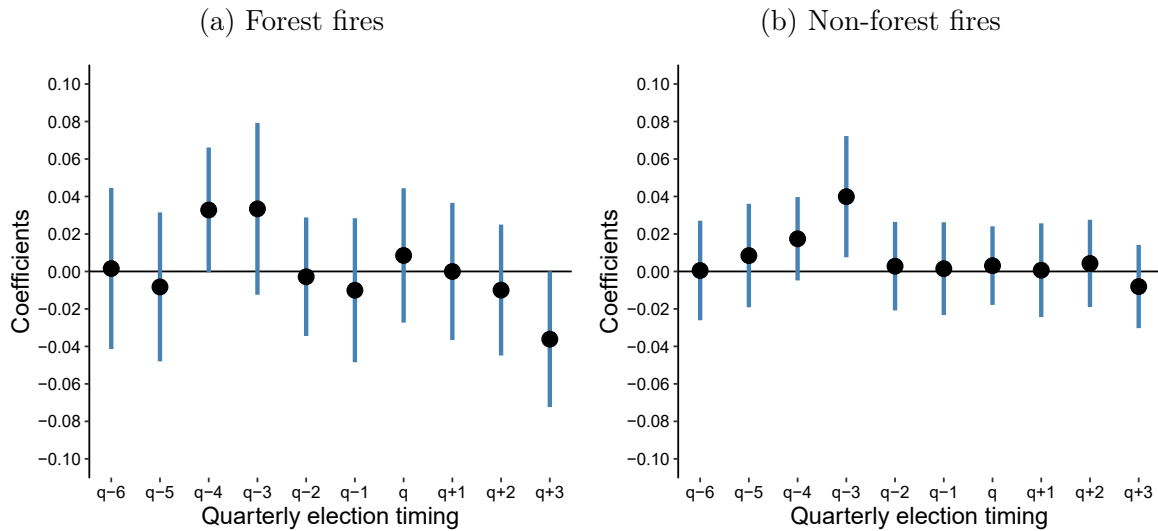 (a) Forest fires
(b) Non-forest fires
Coefficients
0.10
0.08
0.06
0.04
0.02
0.00
−0.02
−0.04
−0.06
−0.08
−0.10
q−6 q−5 q−4 q−3 q−2 q−1 q q+1 q+2 q+3
Quarterly election timing
Coefficients
0.10
0.08
0.06
0.04
0.02
0.00
−0.02
−0.04
−0.06
−0.08
−0.10
q−6 q−5 q−4 q−3 q−2 q−1 q q+1 q+2 q+3
Quarterly election timing